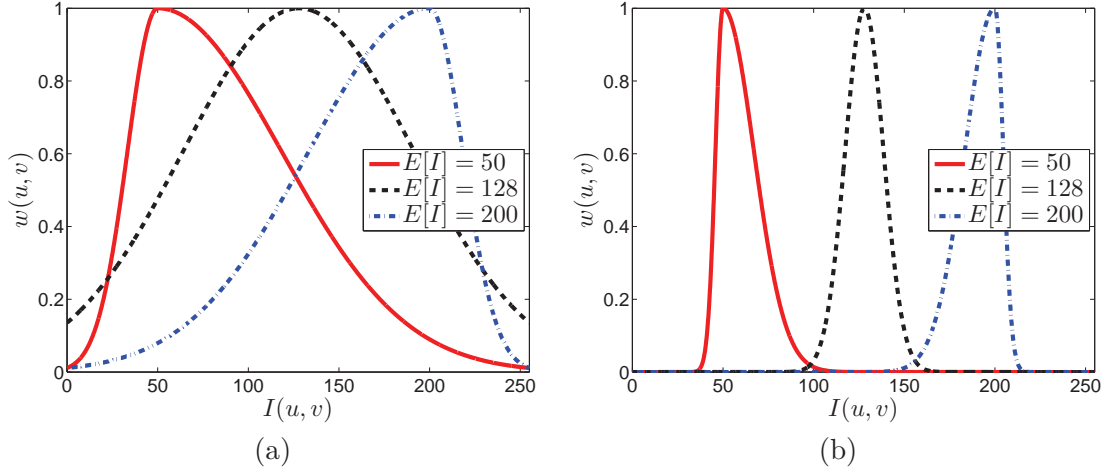 1
0.8
0.6
0.4
0.2
0
w(u, v)
0 50 100 150 200 250
I(u, v)
E[I] = 50
E[I] = 128
E[I] = 200
(a)
1
0.8
0.6
0.4
0.2
0
w(u, v)
0 50 100 150 200 250
I(u, v)
E[I] = 50
E[I] = 128
E[I] = 200
(b)